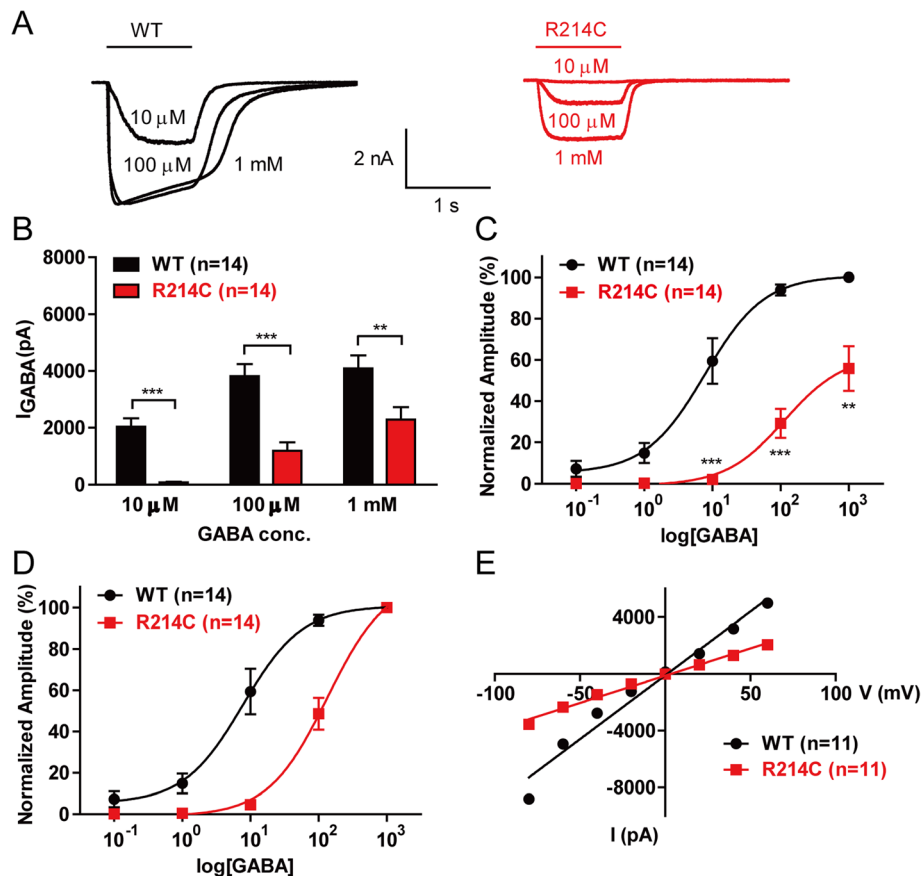 A
WT
10 µM
100 µM
1 mM
2 nA
1 s
R214C
10 µM
100 µM
1 mM
B
WT (n=14)
R214C (n=14)
IGABA(pA)
8000
6000
4000
2000
0
***
***
**
10 µM
100 µM
1 mM
GABA conc.
C
WT (n=14)
R214C (n=14)
Normalized Amplitude (%)
100
80
60
40
20
0
***
***
**
10-1
100
101
102
103
log[GABA]
D
WT (n=14)
R214C (n=14)
Normalized Amplitude (%)
100
80
60
40
20
0
10-1
100
101
102
103
log[GABA]
E
4000
-100
-50
50
100
V (mV)
-4000
-8000
WT (n=11)
R214C (n=11)
I (pA)